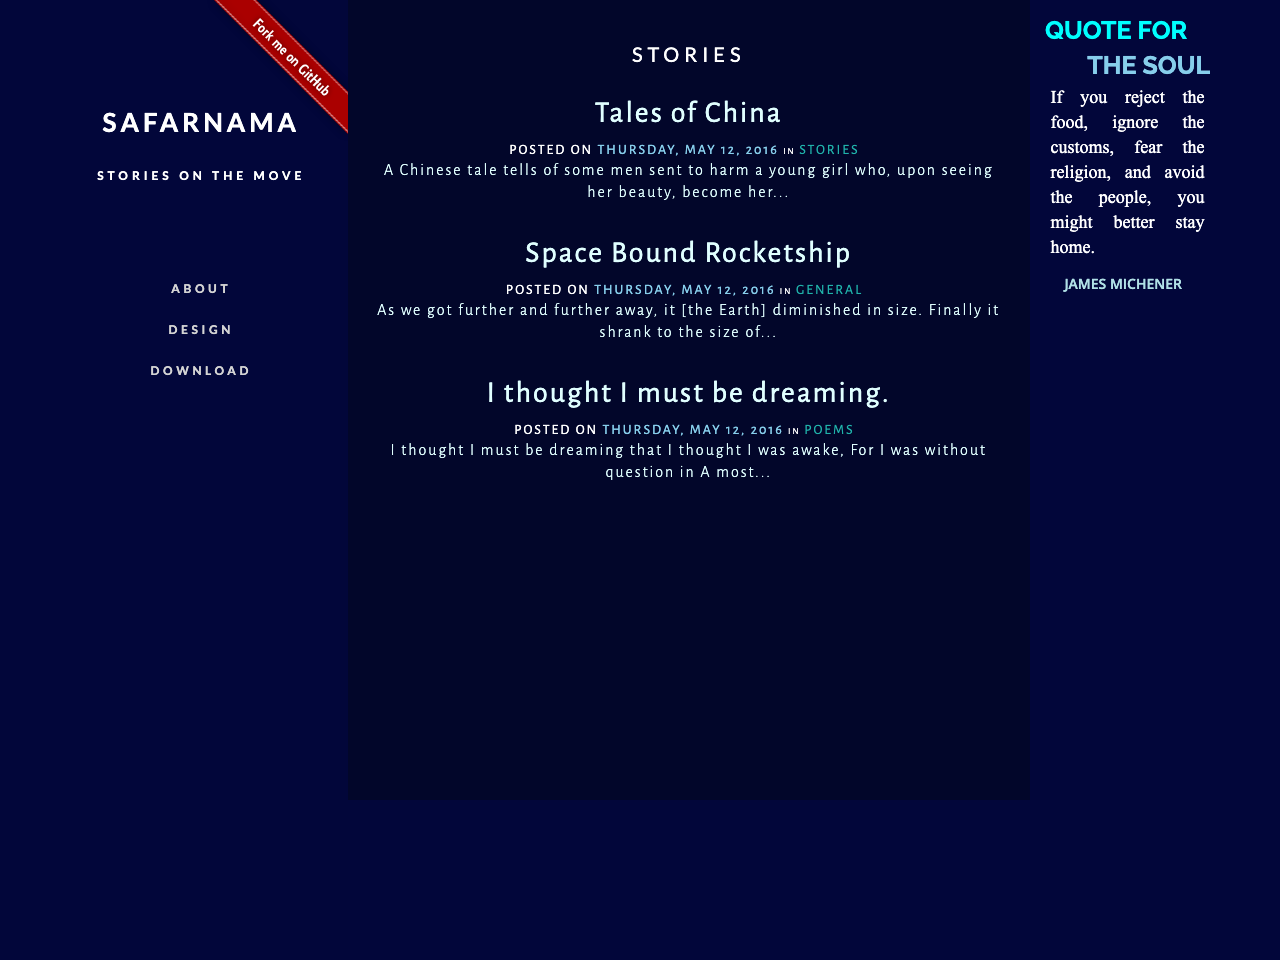 Fork me on GitHub
SAFARNAMA
STORIES ON THE MOVE
ABOUT
DESIGN
DOWNLOAD
STORIES
Tales of China
POSTED ON THURSDAY, MAY 12, 2016 IN STORIES
A Chinese tale tells of some men sent to harm a young girl who, upon seeing
her beauty, become her...
Space Bound Rocketship
POSTED ON THURSDAY, MAY 12, 2016 IN GENERAL
As we got further and further away, it [the Earth] diminished in size. Finally it
shrank to the size of...
I thought I must be dreaming.
POSTED ON THURSDAY, MAY 12, 2016 IN POEMS
I thought I must be dreaming that I thought I was awake, For I was without
question in A most...
QUOTE FOR
THE SOUL
If you reject the
food, ignore the
customs, fear the
religion, and avoid
the people, you
might better stay
home.
JAMES MICHENER